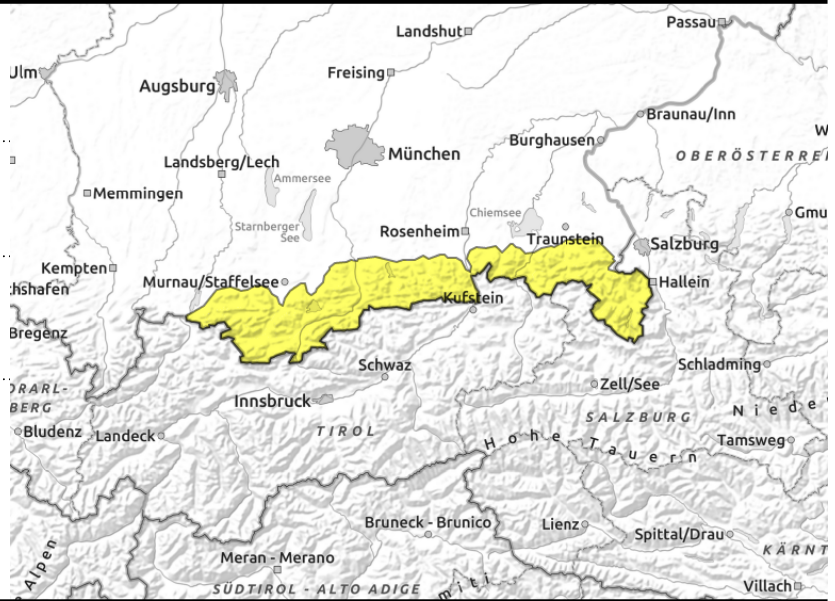 Passau
Landshut
Ulm
Freising
Augsburg
Braunau/Inn
Burghausen
München
OBERÖSTERREI
Landsberg/Lech
Ammersee
Memmingen
Chiemsee
Gmu
Starnberger
See
Rosenheim
Traunstein
Salzburg
Kempten
Murnau/Staffelsee
Hallein
chshafen
Kufstein
Bregenz
Schwaz
Schladming
Zell/See
ORARL-
BERG
Innsbruck
SALZBURG
Niede
Bludenz
Landeck
TIROL
Hohe Tauern
Tamsweg
Bruneck - Brunico
Lienz
Spittal/Drau
Meran - Merano
KÄRNT
Alpen
SÜDTIROL - ALTO ADIGE
miti
Villach